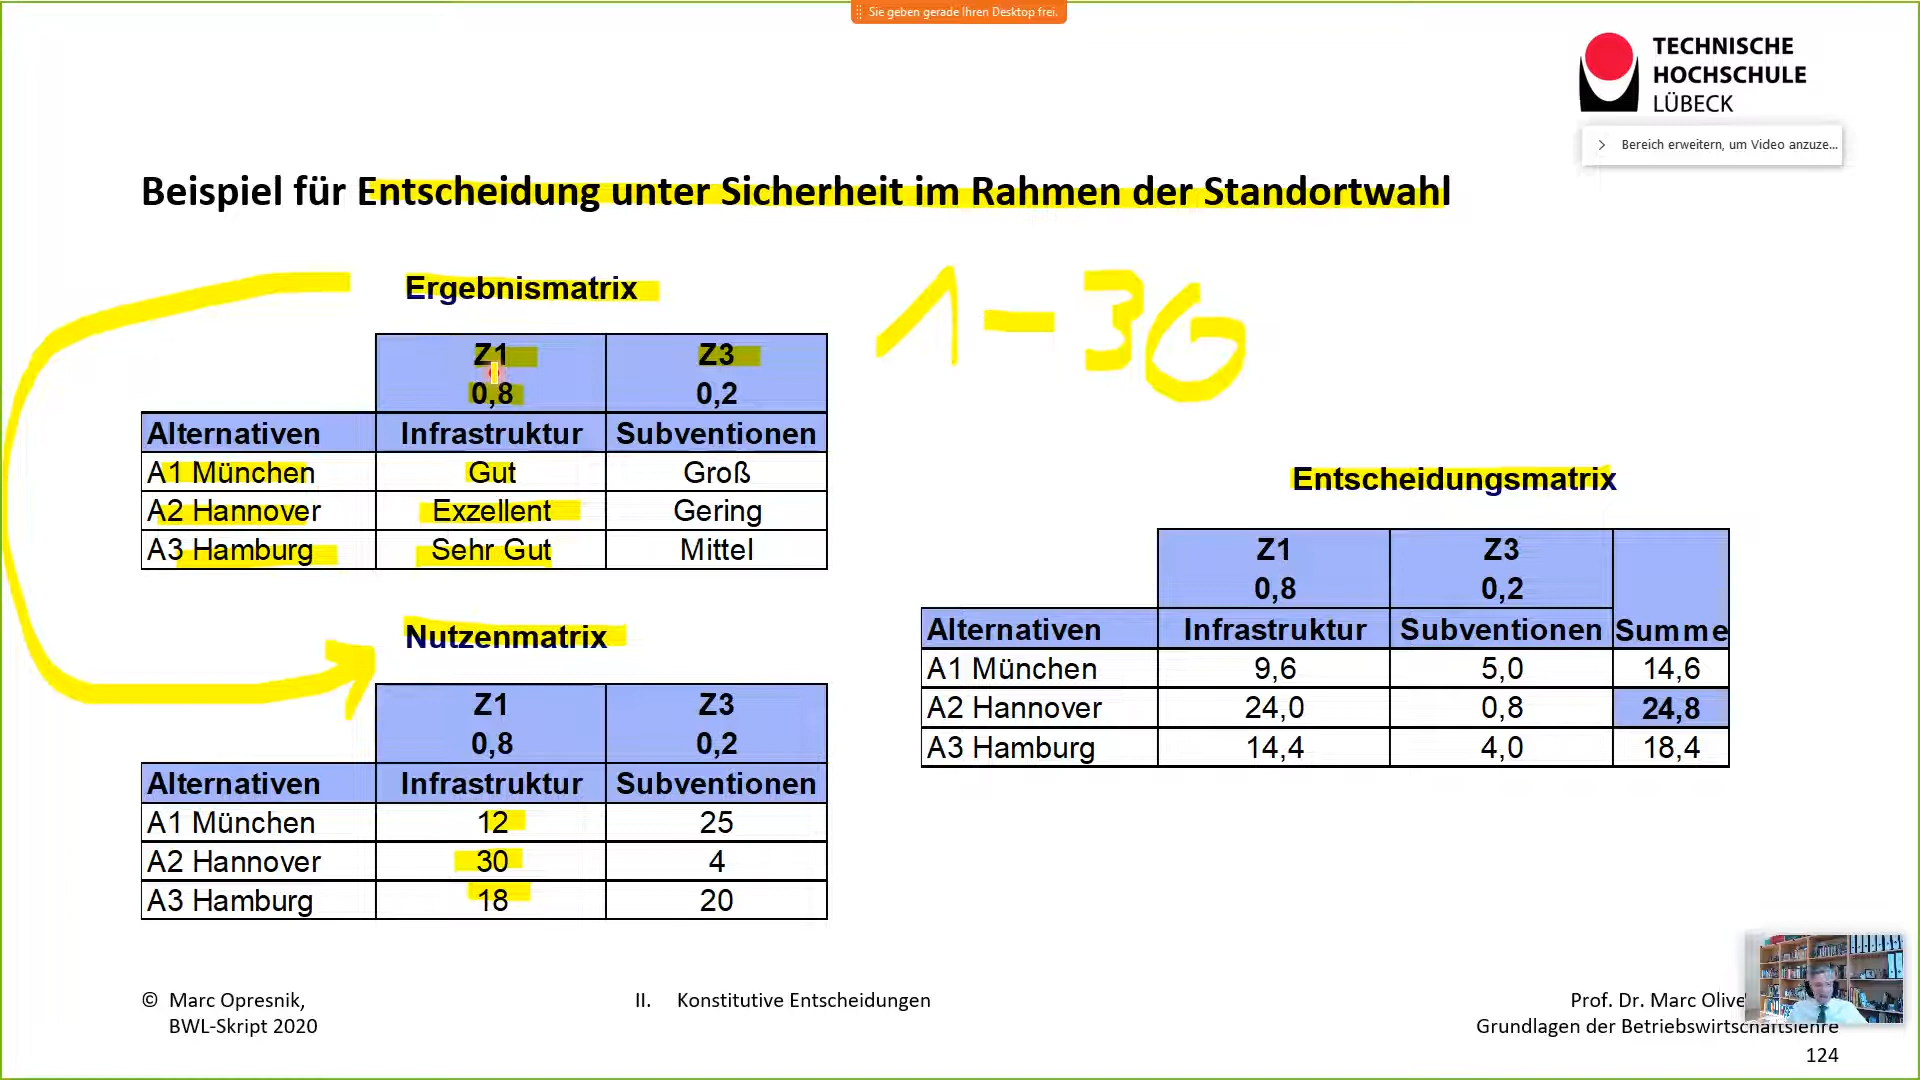 Sie geben gerade Ihren Desktop frei.
TECHNISCHE
HOCHSCHULE
LÜBECK
Bereich erweitern, um Video anzuze...
Beispiel für Entscheidung unter Sicherheit im Rahmen der Standortwahl
Ergebnismatrix
1 – 30
Z1 Z3
0,8 0,2
Alternativen Infrastruktur Subventionen
A1 München Gut Groß
A2 Hannover Exzellent Gering
A3 Hamburg Sehr Gut Mittel
Nutzenmatrix
Z1 Z3
0,8 0,2
Alternativen Infrastruktur Subventionen
A1 München 12 25
A2 Hannover 30 4
A3 Hamburg 18 20
Entscheidungsmatrix
Z1 Z3
0,8 0,2
Alternativen Infrastruktur Subventionen Summe
A1 München 9,6 5,0 14,6
A2 Hannover 24,0 0,8 24,8
A3 Hamburg 14,4 4,0 18,4
© Marc Opresnik,
BWL-Skript 2020
II. Konstitutive Entscheidungen
Prof. Dr. Marc Olive
Grundlagen der Betriebswirtschaftslehre
124